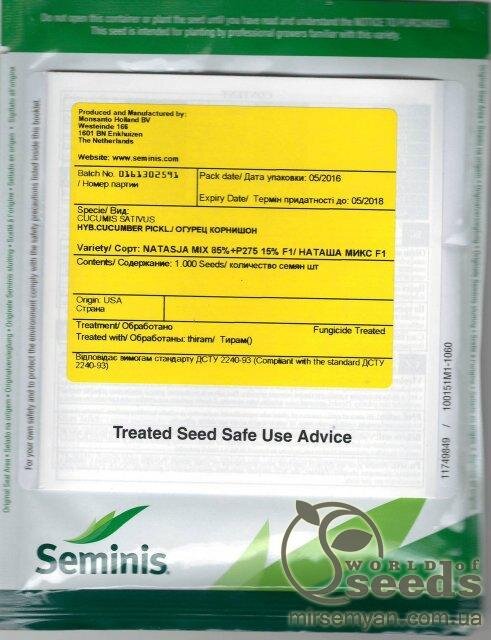 Do not open this container or plant the seed until you have read and understand the NOTICE TO PURCHASER
This seed is intended for planting by professional growers familiar with this variety.
Produced and Manufactured by:
Monsanto Holland BV
Westeinde 166
1601 BN Enkhuizen
The Netherlands
Website: www.seminis.com
Batch No. 0161302591
/ Номер партии
Pack date/ Дата упаковки: 05/2016
Expiry Date/ Термін придатності до: 05/2018
Specie/ Вид:
CUCUMIS SATIVUS
HYB.CUCUMBER PICKL./ ОГУРЕЦ КОРНИШОН
Variety/ Сорт: NATASJA MIX 85%+P275 15% F1/ НАТАША МИКС F1
Contents/ Содержание: 1.000 Seeds/ количество семян шт
Origin: USA
Страна
Treatment/ Обработано
Fungicide Treated
Treated with/ Обработаны: thiram/ Тирам()
Відповідає вимогам стандарту ДСТУ 2240-93 (Compliant with the standard ДСТУ
2240-93)
Treated Seed Safe Use Advice
For your own safety and to protect the environment comply with the safety precautions listed inside this booklet.
11749849 / 100151M1-1060
Seminis
WORLD of
seeds
mirsemyan.com.ua